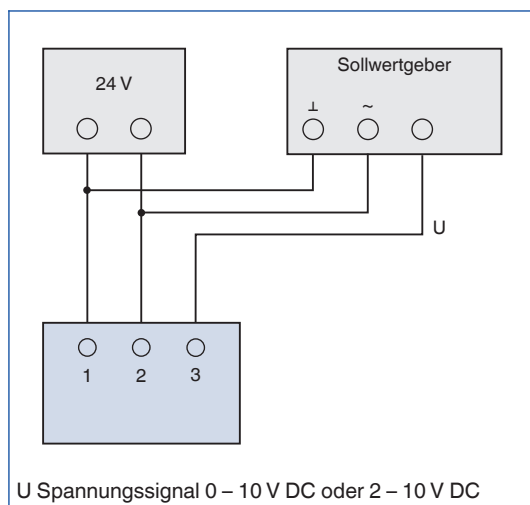 24 V
Sollwertgeber
⊥ ~
U
1 2 3
U Spannungssignal 0 – 10 V DC oder 2 – 10 V DC